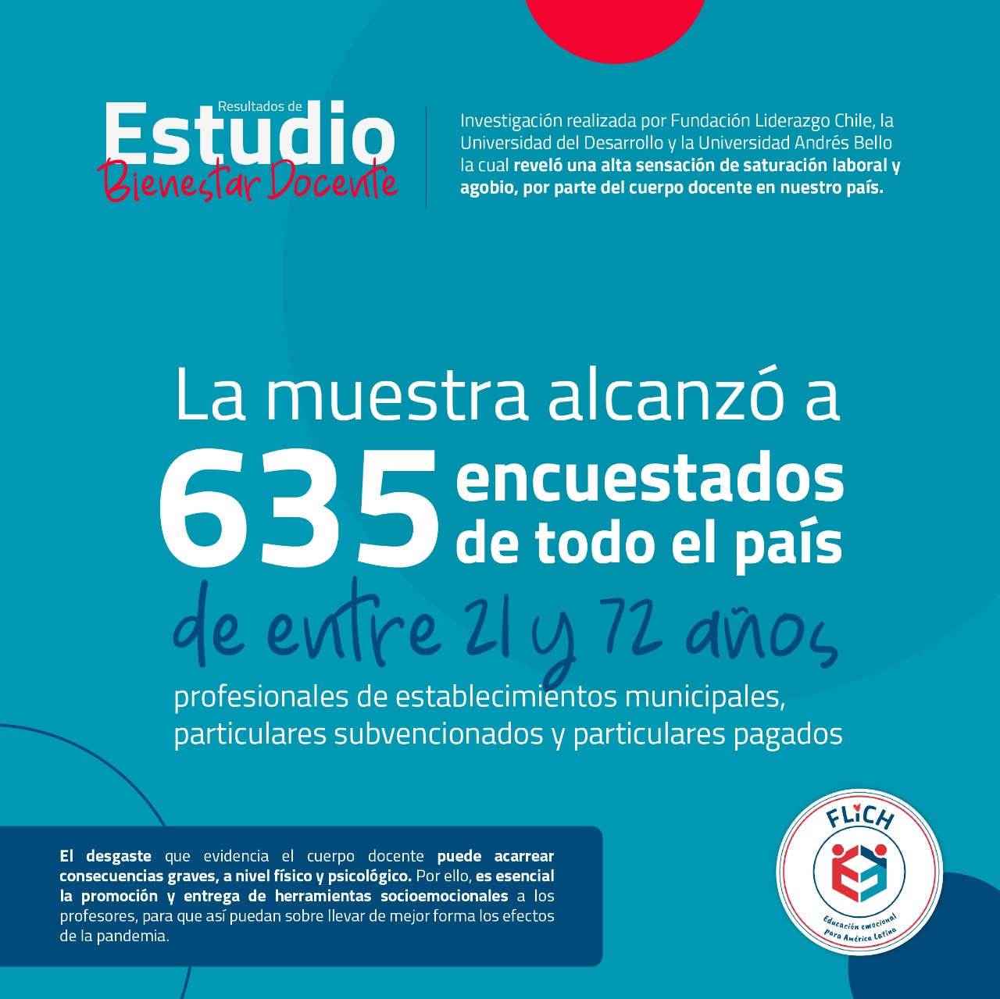 Resultados de
Estudio
Bienestar Docente
Investigación realizada por Fundación Liderazgo Chile, la
Universidad del Desarrollo y la Universidad Andrés Bello
la cual reveló una alta sensación de saturación laboral y
agobio, por parte del cuerpo docente en nuestro país.
La muestra alcanzó a
635 encuestados
de todo el país
de entre 21 y 72 años
profesionales de establecimientos municipales,
particulares subvencionados y particulares pagados
El desgaste que evidencia el cuerpo docente puede acarrear
consecuencias graves, a nivel físico y psicológico. Por ello, es esencial
la promoción y entrega de herramientas socioemocionales a los
profesores, para que así puedan sobre llevar de mejor forma los efectos
de la pandemia.
FLiCH
Educación emocional
para América Latina